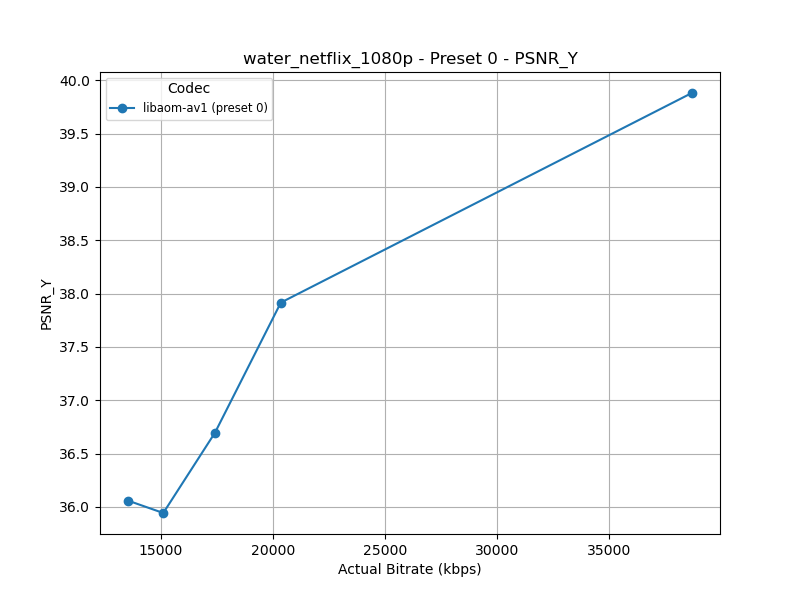 water_netflix_1080p - Preset 0 - PSNR_Y
Codec
libaom-av1 (preset 0)
40.0
39.5
39.0
38.5
38.0
37.5
37.0
36.5
36.0
PSNR_Y
15000
20000
25000
30000
35000
Actual Bitrate (kbps)